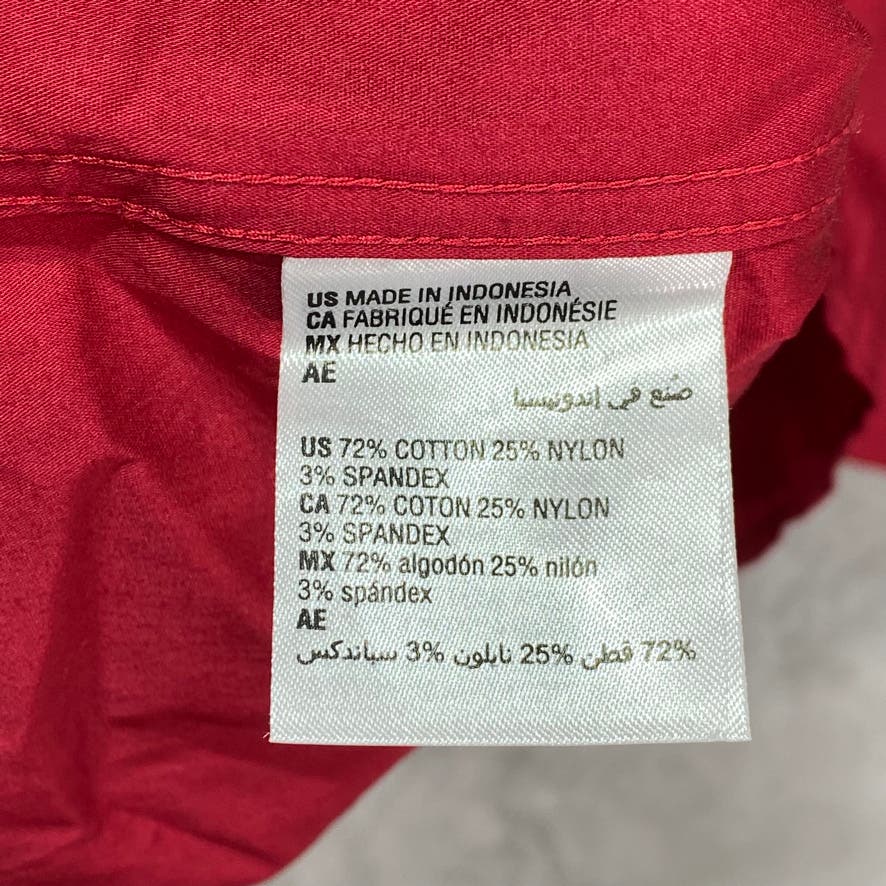 US MADE IN INDONESIA
CA FABRIQUÉ EN INDONÉSIE
MX HECHO EN INDONESIA
AE
صُنع في إندونيسيا
US 72% COTTON 25% NYLON
3% SPANDEX
CA 72% COTON 25% NYLON
3% SPANDEX
MX 72% algodón 25% nilón
3% spándex
AE
72% قطن 25% نايلون 3% سباندكس